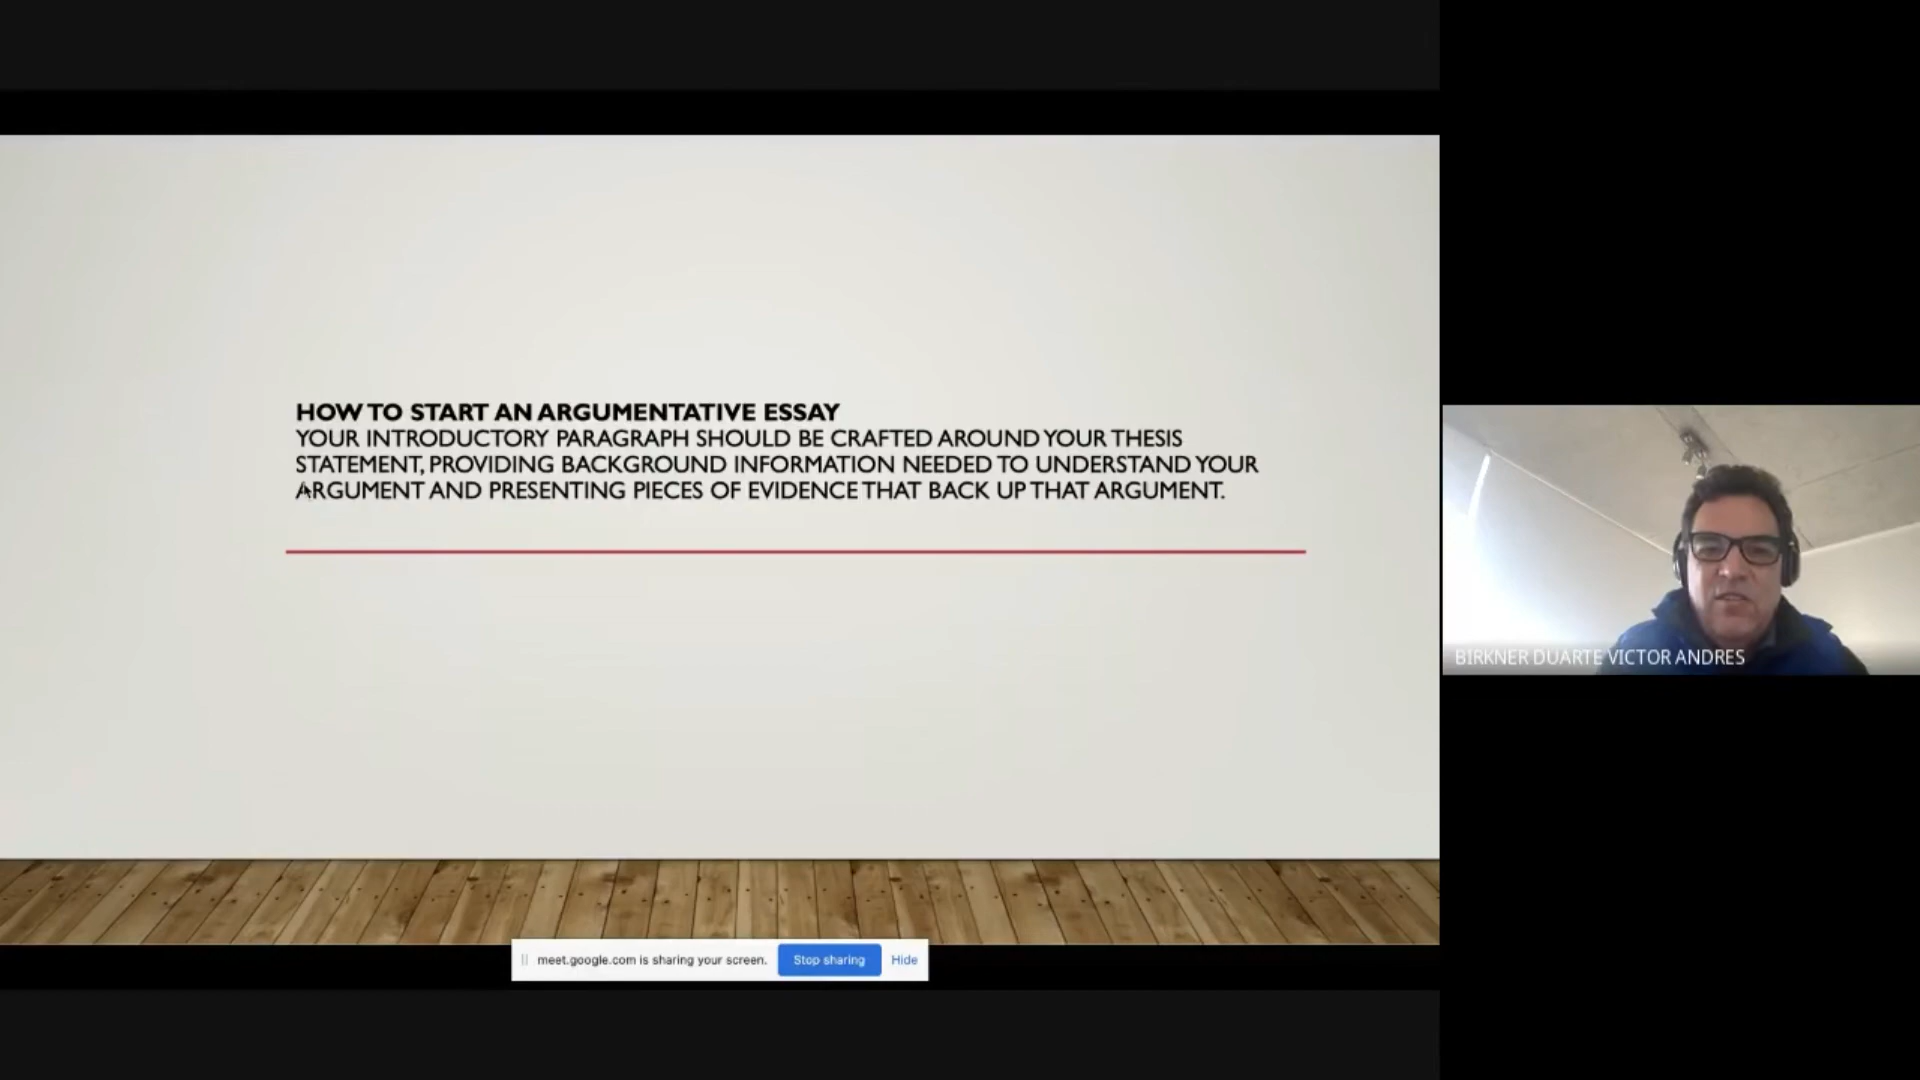 HOW TO START AN ARGUMENTATIVE ESSAY
YOUR INTRODUCTORY PARAGRAPH SHOULD BE CRAFTED AROUND YOUR THESIS
STATEMENT, PROVIDING BACKGROUND INFORMATION NEEDED TO UNDERSTAND YOUR
ARGUMENT AND PRESENTING PIECES OF EVIDENCE THAT BACK UP THAT ARGUMENT.
BIRKNER DUARTE VICTOR ANDRES
meet.google.com is sharing your screen.
Stop sharing
Hide